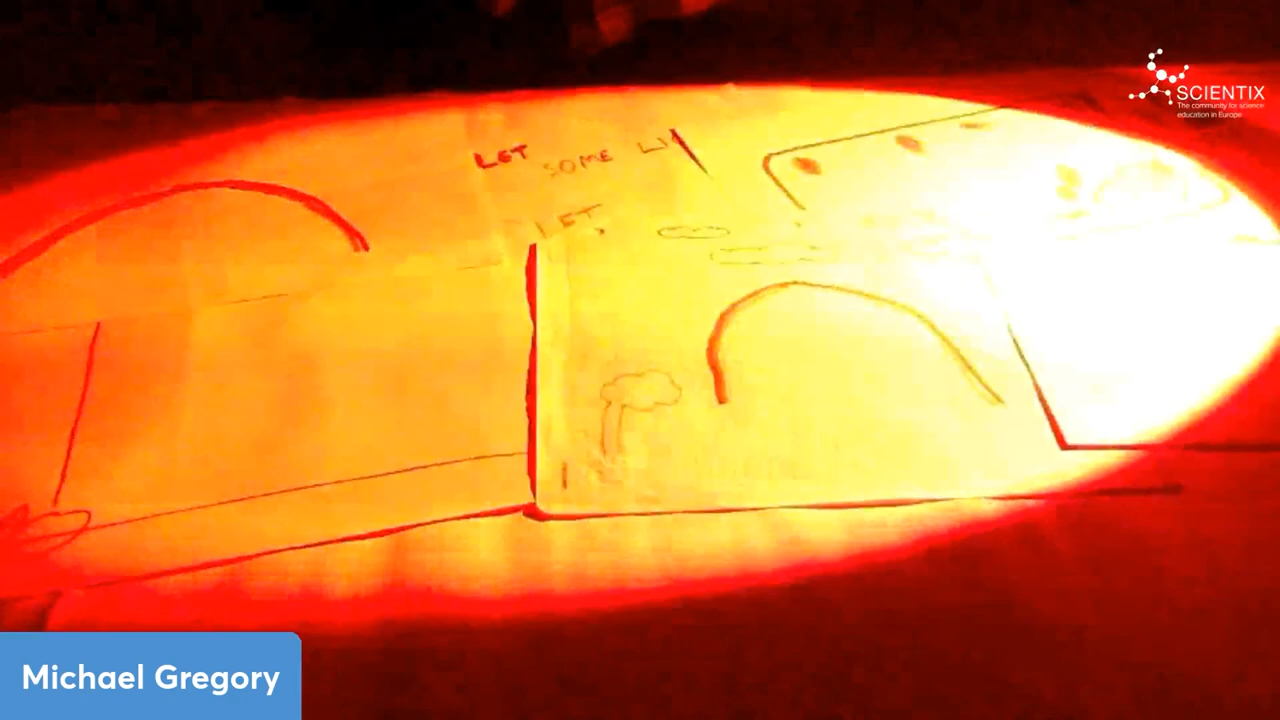 SCIENTIX
The community for science
education in Europe
LET SOME
LET
Michael Gregory